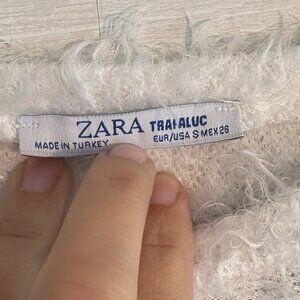 ZARA TRAFALUC
MADE IN TURKEY EUR/USA S MEX 26